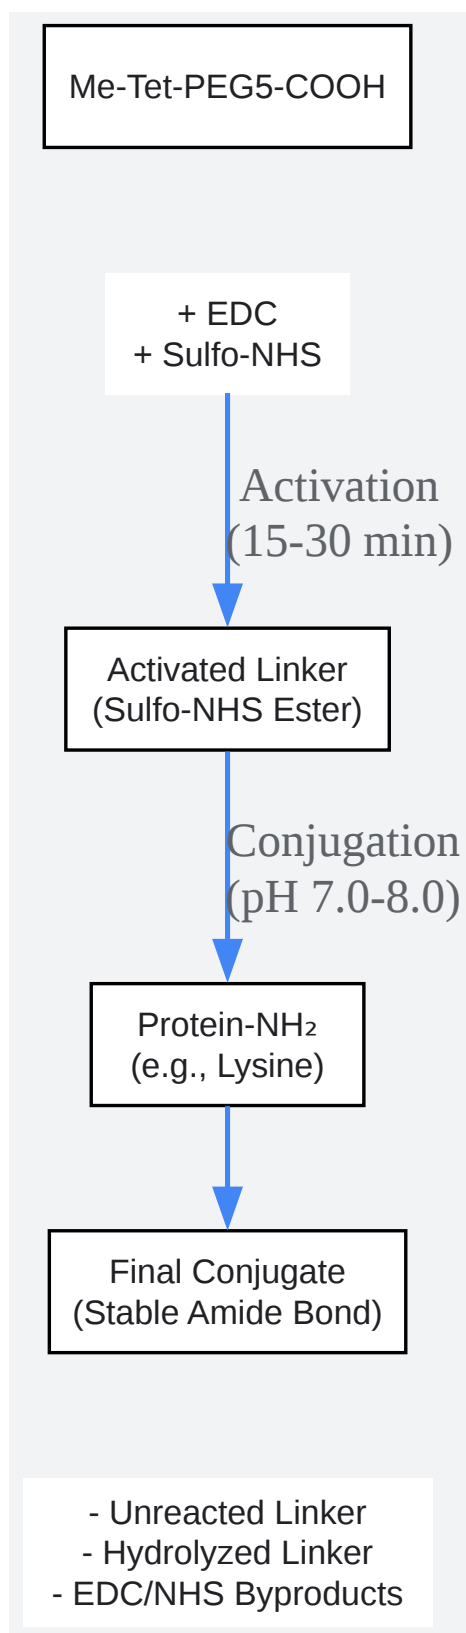 Me-Tet-PEG5-COOH
+ EDC
+ Sulfo-NHS
Activation
(15-30 min)
Activated Linker
(Sulfo-NHS Ester)
Conjugation
(pH 7.0-8.0)
Protein-NH₂
(e.g., Lysine)
Final Conjugate
(Stable Amide Bond)
- Unreacted Linker
- Hydrolyzed Linker
- EDC/NHS Byproducts